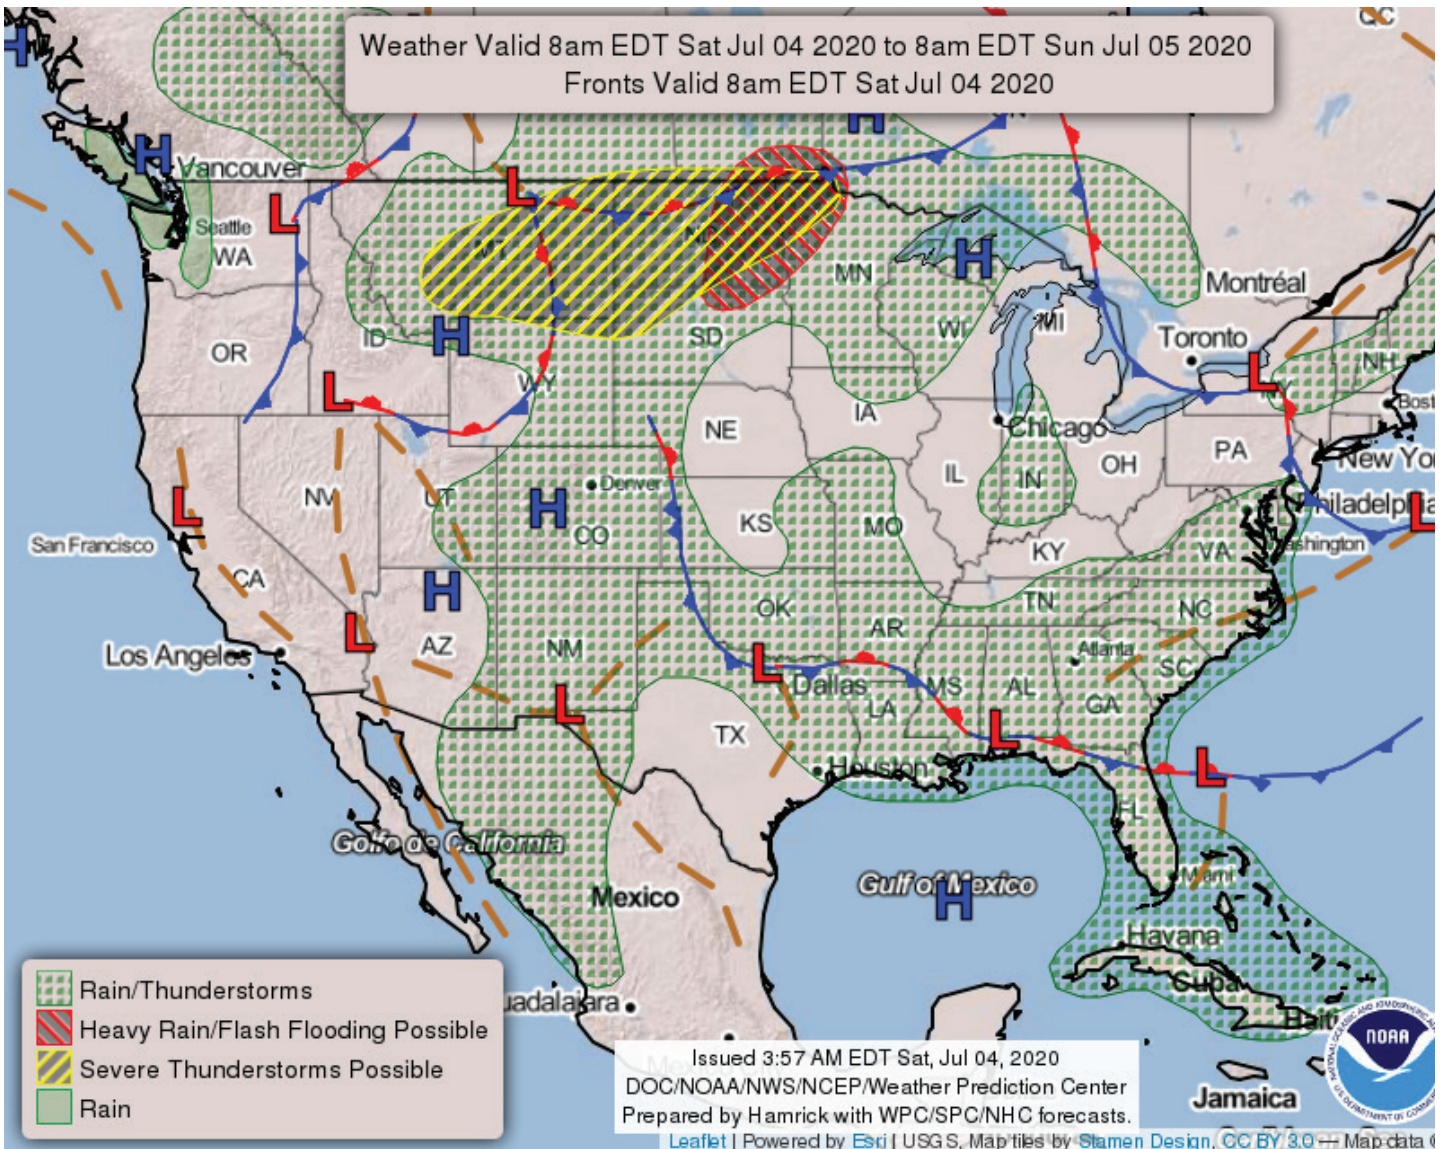 QC
Weather Valid 8am EDT Sat Jul 04 2020 to 8am EDT Sun Jul 05 2020
Fronts Valid 8am EDT Sat Jul 04 2020
H
H
H
Vancouver
L
L
Seattle
WA
MN
H
Montréal
OR
ID
H
SD
WI
MI
Toronto
L
NH
WY
L
NE
IA
Chicago
Bost
PA
New Yo
NV
UT
Denver
IL
IN
OH
L
H
CO
KS
MO
Philadelphia
L
San Francisco
KY
VA
ashington
CA
H
AZ
NM
OK
AR
TN
NC
Los Angeles
L
L
Dallas
MS
AL
Atlanta
GA
SC
L
LA
TX
L
Houston
L
FL
Golfo de California
Miami
Mexico
Gulf of Mexico
H
Havana
Cuba
Rain/Thunderstorms
Heavy Rain/Flash Flooding Possible
Severe Thunderstorms Possible
Rain
uadalajara
Haiti
NOAA
Jamaica
Issued 3:57 AM EDT Sat, Jul 04, 2020
DOC/NOAA/NWS/NCEP/Weather Prediction Center
Prepared by Hamrick with WPC/SPC/NHC forecasts.
Leaflet | Powered by Esri | USGS, Map tiles by Stamen Design, CC BY 3.0 — Map data ©